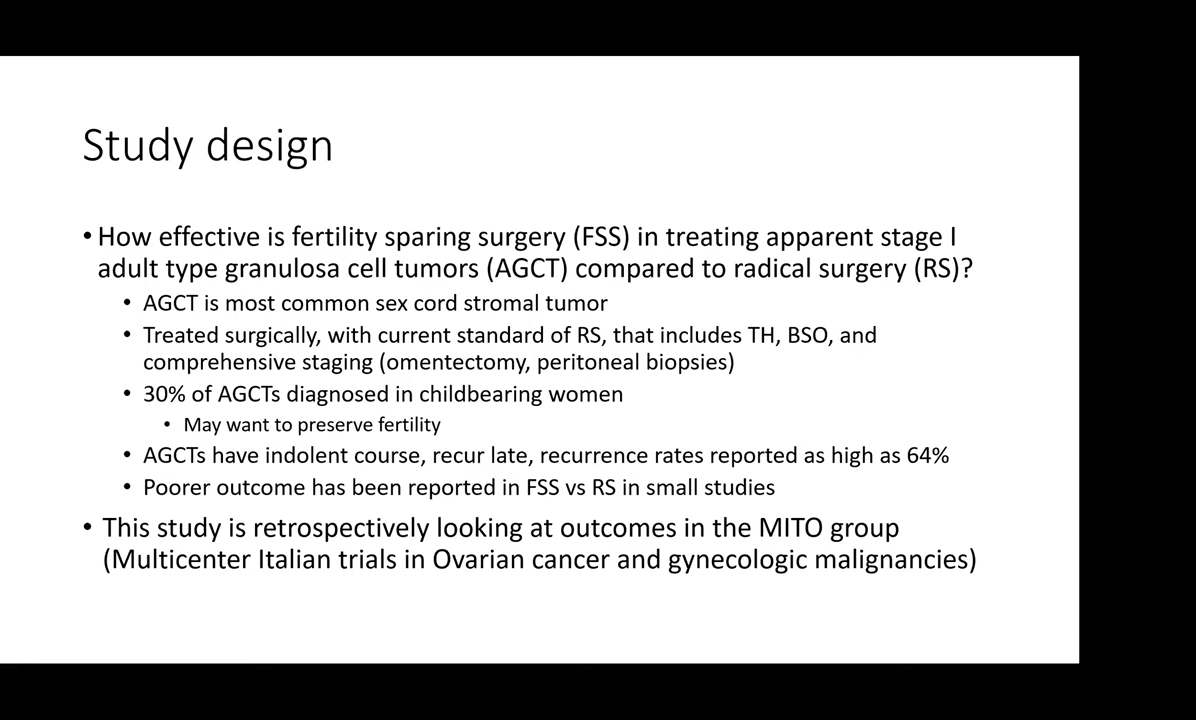 Study design
• How effective is fertility sparing surgery (FSS) in treating apparent stage I
adult type granulosa cell tumors (AGCT) compared to radical surgery (RS)?
• AGCT is most common sex cord stromal tumor
• Treated surgically, with current standard of RS, that includes TH, BSO, and
comprehensive staging (omentectomy, peritoneal biopsies)
• 30% of AGCTs diagnosed in childbearing women
• May want to preserve fertility
• AGCTs have indolent course, recur late, recurrence rates reported as high as 64%
• Poorer outcome has been reported in FSS vs RS in small studies
• This study is retrospectively looking at outcomes in the MITO group
(Multicenter Italian trials in Ovarian cancer and gynecologic malignancies)